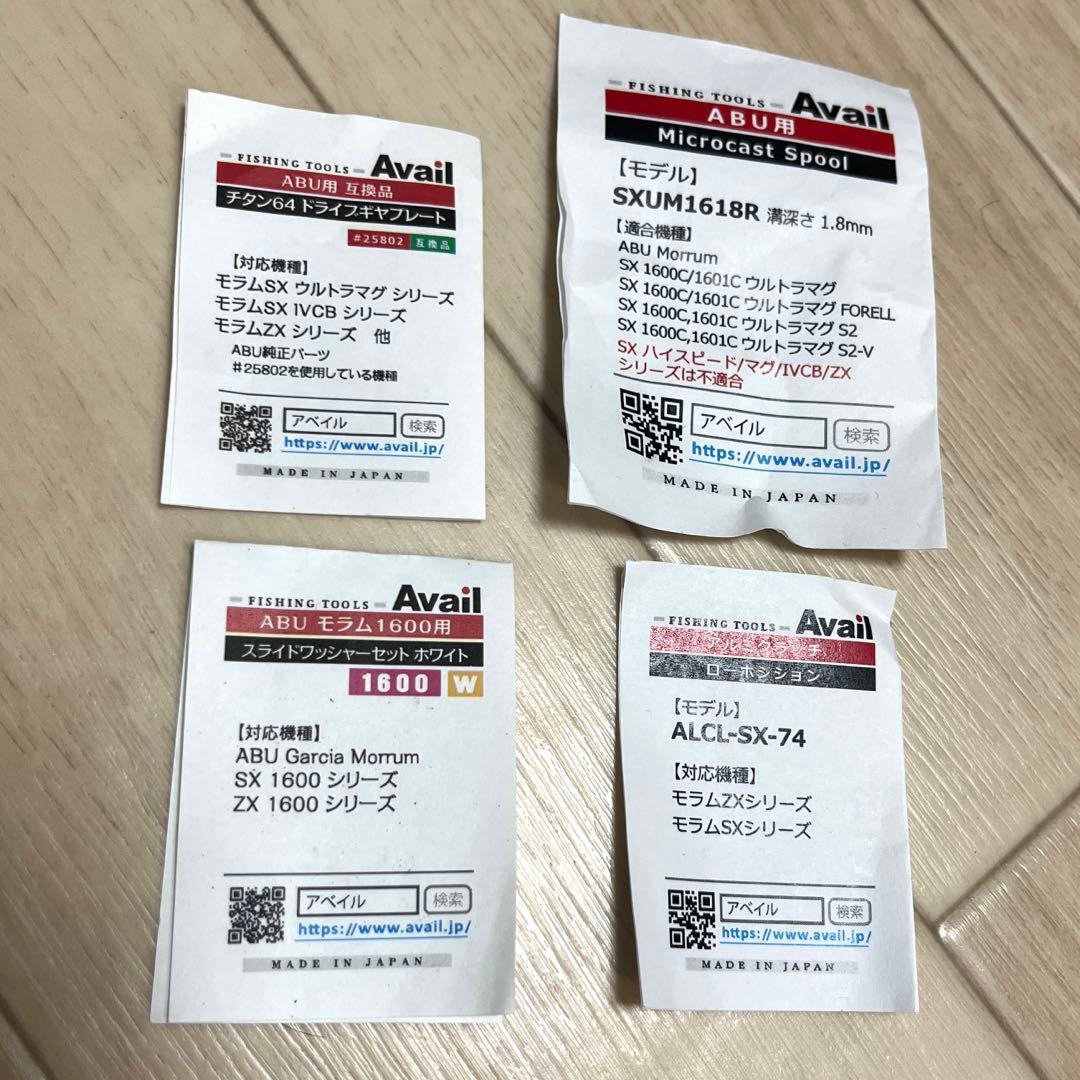 FISHING TOOLS Avail
ABU用 互換品
チタン64 ドライブギヤプレート
#25802 互換品
【対応機種】
モラムSX ウルトラマグ シリーズ
モラムSX IVCB シリーズ
モラムZX シリーズ 他
ABU純正パーツ
#25802を使用している機種
アベイル 検索
https://www.avail.jp/
MADE IN JAPAN
FISHING TOOLS Avail
ABU用
Microcast Spool
【モデル】
SXUM1618R 溝深さ 1.8mm
【適合機種】
ABU Morrum
SX 1600C/1601C ウルトラマグ
SX 1600C/1601C ウルトラマグ FORELL
SX 1600C,1601C ウルトラマグ S2
SX 1600C,1601C ウルトラマグ S2-V
SX ハイスピード/マグ/IVCB/ZX
シリーズは不適合
アベイル 検索
https://www.avail.jp/
MADE IN JAPAN
FISHING TOOLS Avail
ABU モラム1600用
スライドワッシャーセット ホワイト
1600 W
【対応機種】
ABU Garcia Morrum
SX 1600 シリーズ
ZX 1600 シリーズ
アベイル 検索
https://www.avail.jp/
MADE IN JAPAN
FISHING TOOLS Avail
アルミクラッチ
ローポジション
【モデル】
ALCL-SX-74
【対応機種】
モラムZXシリーズ
モラムSXシリーズ
アベイル 検索
https://www.avail.jp/
MADE IN JAPAN